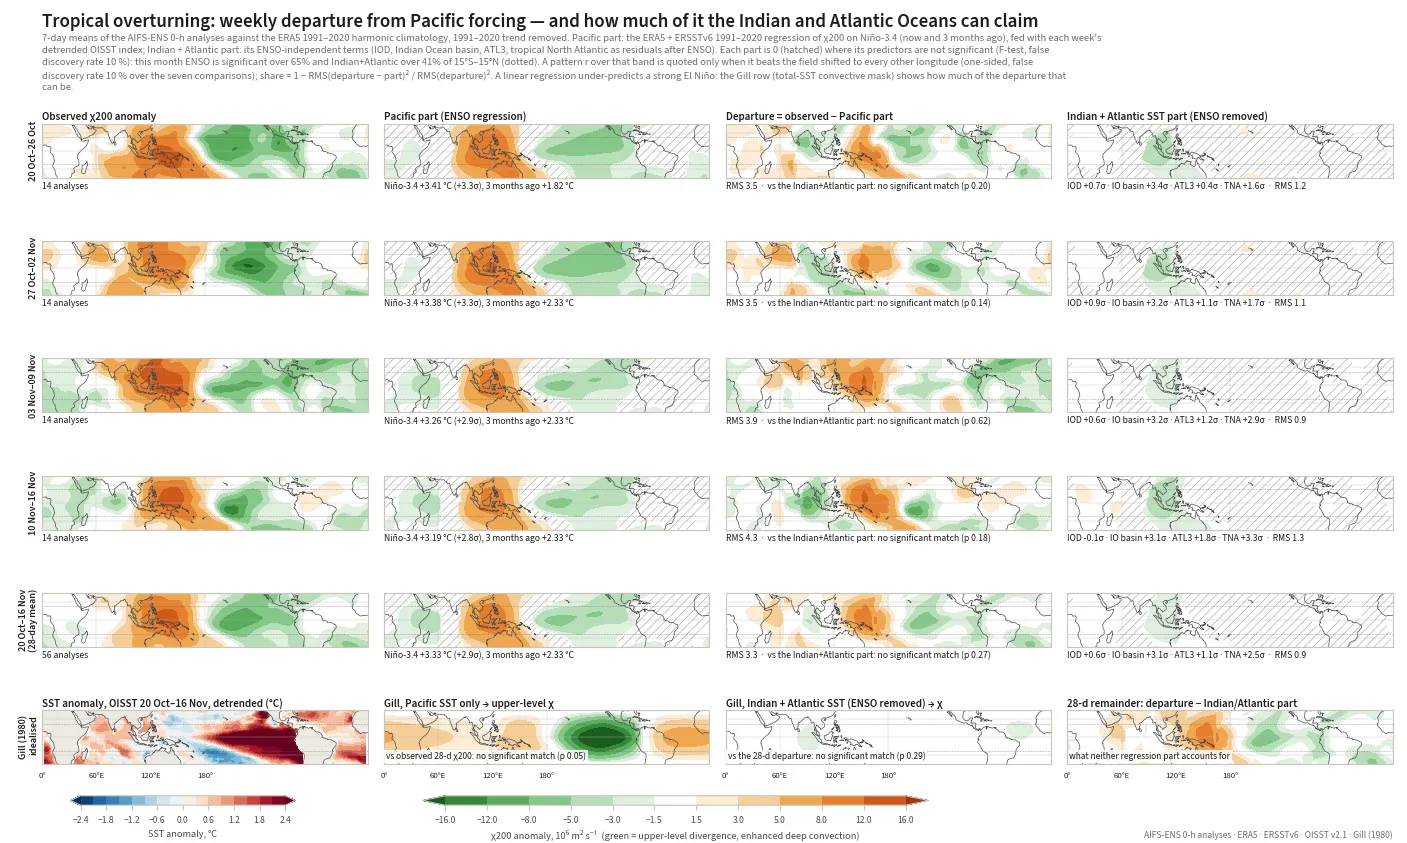 Tropical overturning: weekly departure from Pacific forcing — and how much of it the Indian and Atlantic Oceans can claim
7-day means of the AIFS-ENS 0-h analyses against the ERA5 1991–2020 harmonic climatology, 1991–2020 trend removed. Pacific part: the ERA5 + ERSSTv6 1991–2020 regression of χ200 on Niño-3.4 (now and 3 months ago), fed with each week's
detrended OISST index; Indian + Atlantic part: its ENSO-independent terms (IOD, Indian Ocean basin, ATL3, tropical North Atlantic as residuals after ENSO). Each part is 0 (hatched) where its predictors are not significant (F-test, false
discovery rate 10 %): this month ENSO is significant over 65% and Indian+Atlantic over 41% of 15°S–15°N (dotted). A pattern r over that band is quoted only when it beats the field shifted to every other longitude (one-sided, false
discovery rate 10 % over the seven comparisons); share = 1 − RMS(departure − part)² / RMS(departure)². A linear regression under-predicts a strong El Niño: the Gill row (total-SST convective mask) shows how much of the departure that
can be.
Observed χ200 anomaly
Pacific part (ENSO regression)
Departure = observed − Pacific part
Indian + Atlantic SST part (ENSO removed)
20 Oct–26 Oct
14 analyses
Niño-3.4 +3.41 °C (+3.3σ), 3 months ago +1.82 °C
RMS 3.5 · vs the Indian+Atlantic part: no significant match (p 0.20)
IOD +0.7σ · IO basin +3.4σ · ATL3 +0.4σ · TNA +1.6σ · RMS 1.2
27 Oct–02 Nov
14 analyses
Niño-3.4 +3.38 °C (+3.3σ), 3 months ago +2.33 °C
RMS 3.5 · vs the Indian+Atlantic part: no significant match (p 0.14)
IOD +0.9σ · IO basin +3.2σ · ATL3 +1.1σ · TNA +1.7σ · RMS 1.1
03 Nov–09 Nov
14 analyses
Niño-3.4 +3.26 °C (+2.9σ), 3 months ago +2.33 °C
RMS 3.9 · vs the Indian+Atlantic part: no significant match (p 0.62)
IOD +0.6σ · IO basin +3.2σ · ATL3 +1.2σ · TNA +2.9σ · RMS 0.9
10 Nov–16 Nov
14 analyses
Niño-3.4 +3.19 °C (+2.8σ), 3 months ago +2.33 °C
RMS 4.3 · vs the Indian+Atlantic part: no significant match (p 0.18)
IOD -0.1σ · IO basin +3.1σ · ATL3 +1.8σ · TNA +3.3σ · RMS 1.3
20 Oct–16 Nov
(28-day mean)
56 analyses
Niño-3.4 +3.33 °C (+2.9σ), 3 months ago +2.33 °C
RMS 3.3 · vs the Indian+Atlantic part: no significant match (p 0.27)
IOD +0.6σ · IO basin +3.1σ · ATL3 +1.1σ · TNA +2.5σ · RMS 0.9
SST anomaly, OISST 20 Oct–16 Nov, detrended (°C)
Gill, Pacific SST only → upper-level χ
Gill, Indian + Atlantic SST (ENSO removed) → χ
28-d remainder: departure − Indian/Atlantic part
Gill (1980)
idealised
vs observed 28-d χ200: no significant match (p 0.05)
vs the 28-d departure: no significant match (p 0.29)
what neither regression part accounts for
0° 60°E 120°E 180°
0° 60°E 120°E 180°
0° 60°E 120°E 180°
0° 60°E 120°E 180°
−2.4 −1.8 −1.2 −0.6 0.0 0.6 1.2 1.8 2.4
SST anomaly, °C
−16.0 −12.0 −8.0 −5.0 −3.0 −1.5 1.5 3.0 5.0 8.0 12.0 16.0
χ200 anomaly, 10⁶ m² s⁻¹ (green = upper-level divergence, enhanced deep convection)
AIFS-ENS 0-h analyses · ERA5 · ERSSTv6 · OISST v2.1 · Gill (1980)